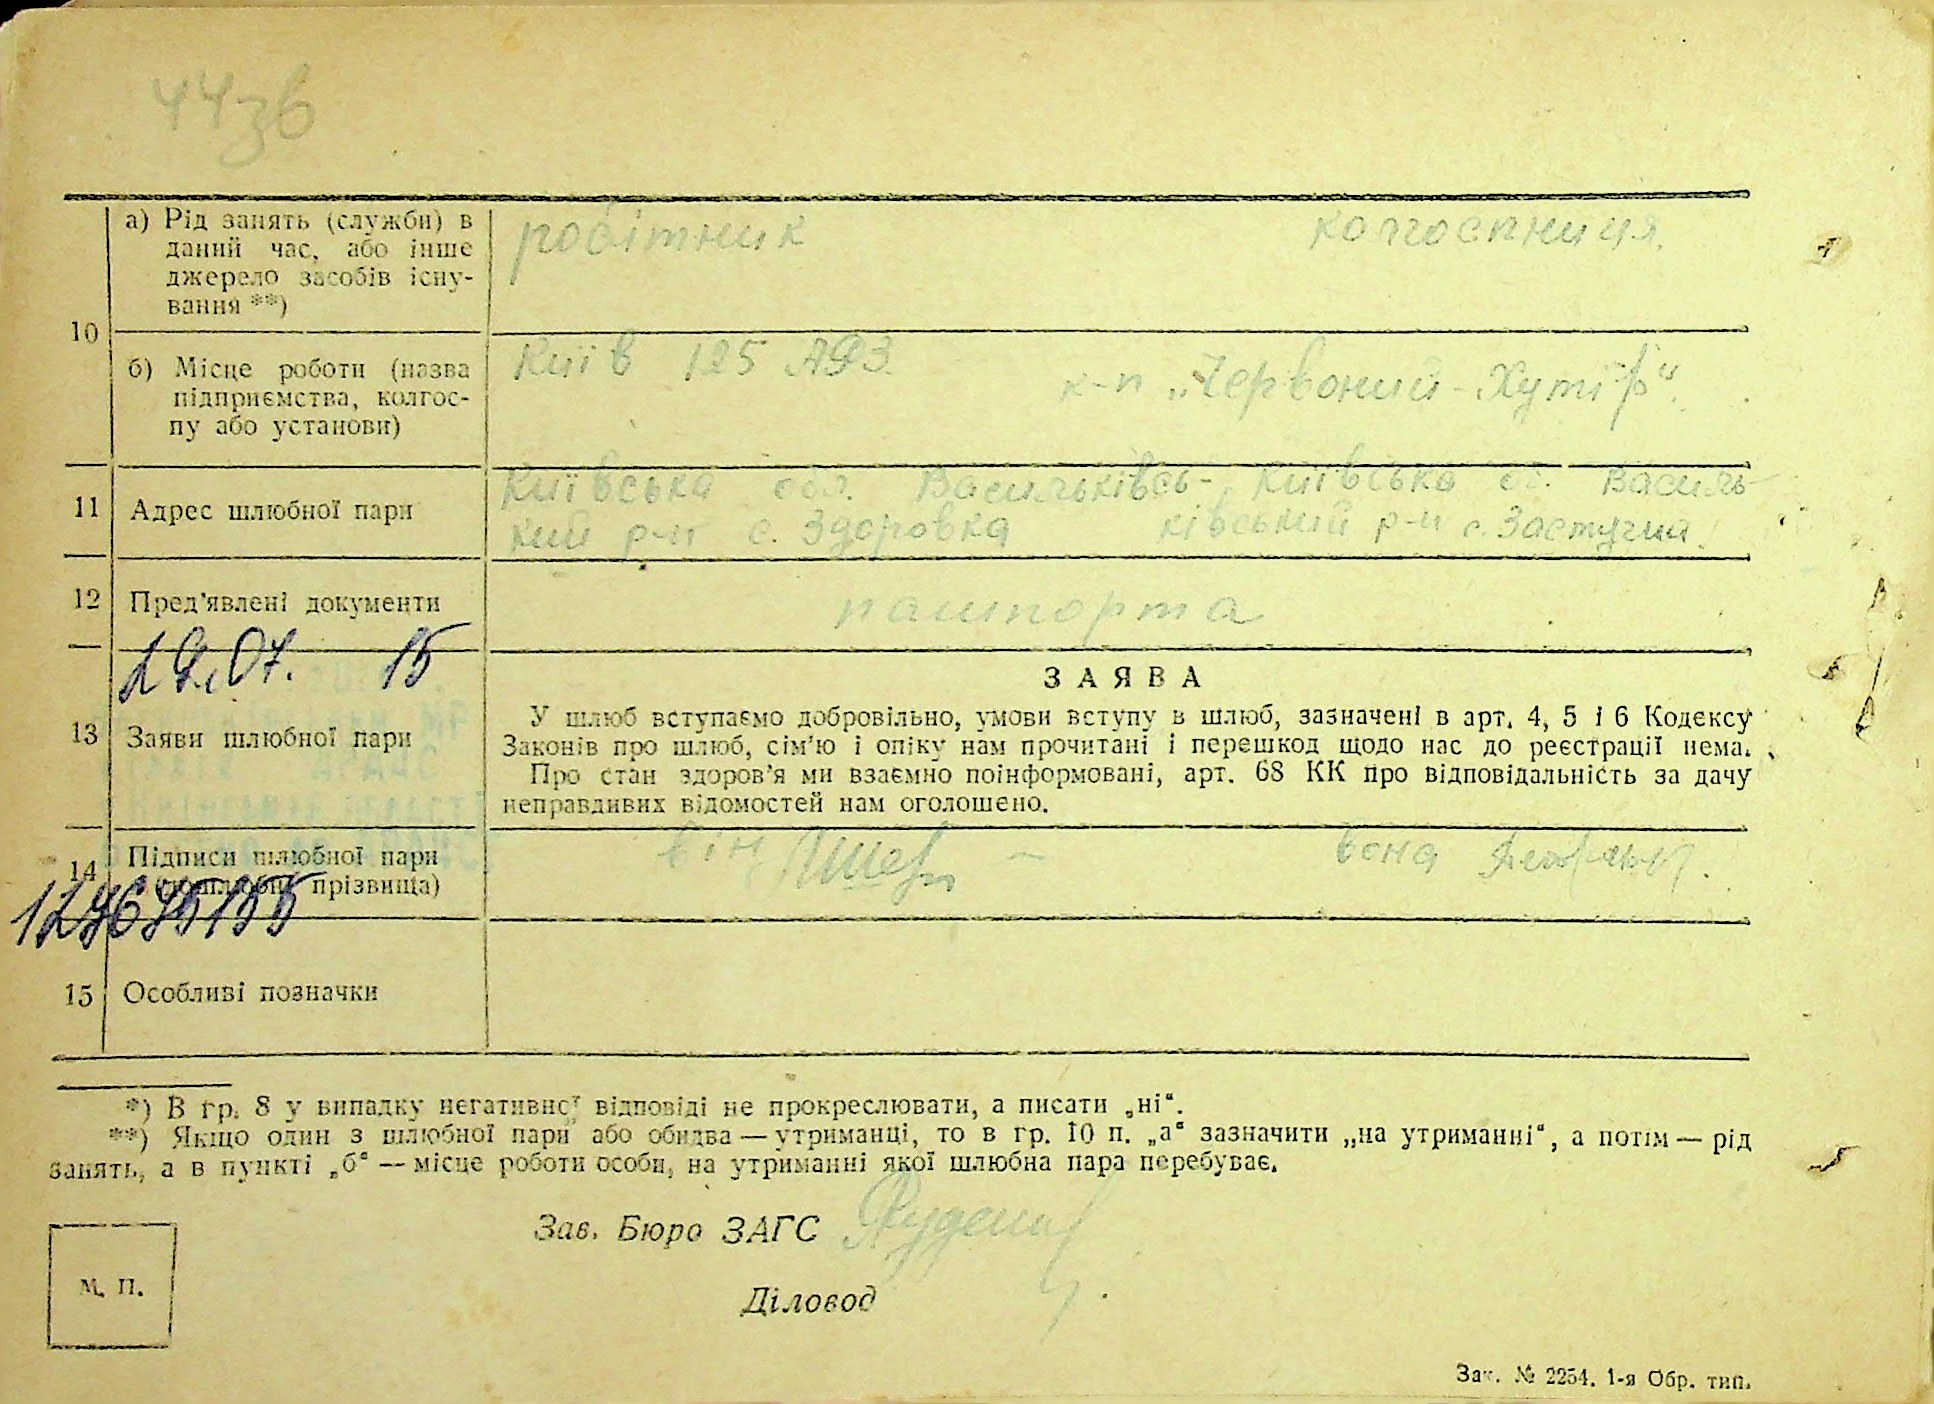 44зв
10
а) Рід занять (служби) в
даний час, або інше
джерело засобів існу-
вання **)
робітник
колгоспниця.
б) Місце роботи (назва
підприємства, колгос-
пу або установи)
Київ 125 АРЗ.
к-п „Червоний-Хутір“.
11
Адрес шлюбної пари
Київська обл. Васильківсь-
кий р-н с. Здоровка
Київська об. Василь-
ківський р-н с. Застугна
12
Пред'явлені документи
пашпорта
15
13
Заяви шлюбної пари
ЗАЯВА
У шлюб вступаємо добровільно, умови вступу в шлюб, зазначені в арт. 4, 5 і 6 Кодексу
Законів про шлюб, сім'ю і опіку нам прочитані і перешкод щодо нас до реєстрації нема.
Про стан здоров'я ми взаємно поінформовані, арт. 68 КК про відповідальність за дачу
неправдивих відомостей нам оголошено.
14
Підписи шлюбної пари
прізвища)
він
вона
15
Особливі позначки
*) В гр. 8 у випадку негативної відповіді не прокреслювати, а писати „ні“.
**) Якщо один з шлюбної пари або обидва — утриманці, то в гр. 10 п. „а“ зазначити „на утриманні“, а потім — рід
занять, а в пункті „б“ — місце роботи особи, на утриманні якої шлюбна пара перебуває.
Зав. Бюро ЗАГС
Діловод
М. П.
Зак. № 2254. 1-я Обр. тип.